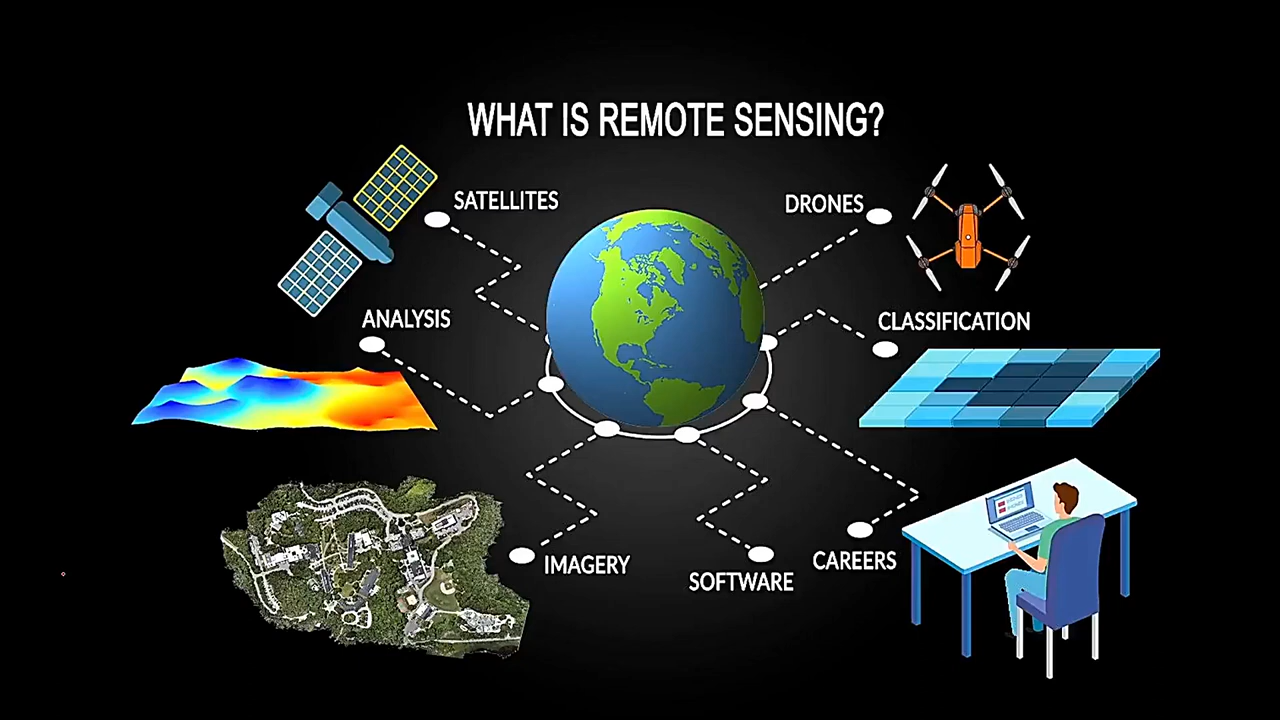 WHAT IS REMOTE SENSING?
SATELLITES
DRONES
ANALYSIS
CLASSIFICATION
IMAGERY
SOFTWARE
CAREERS